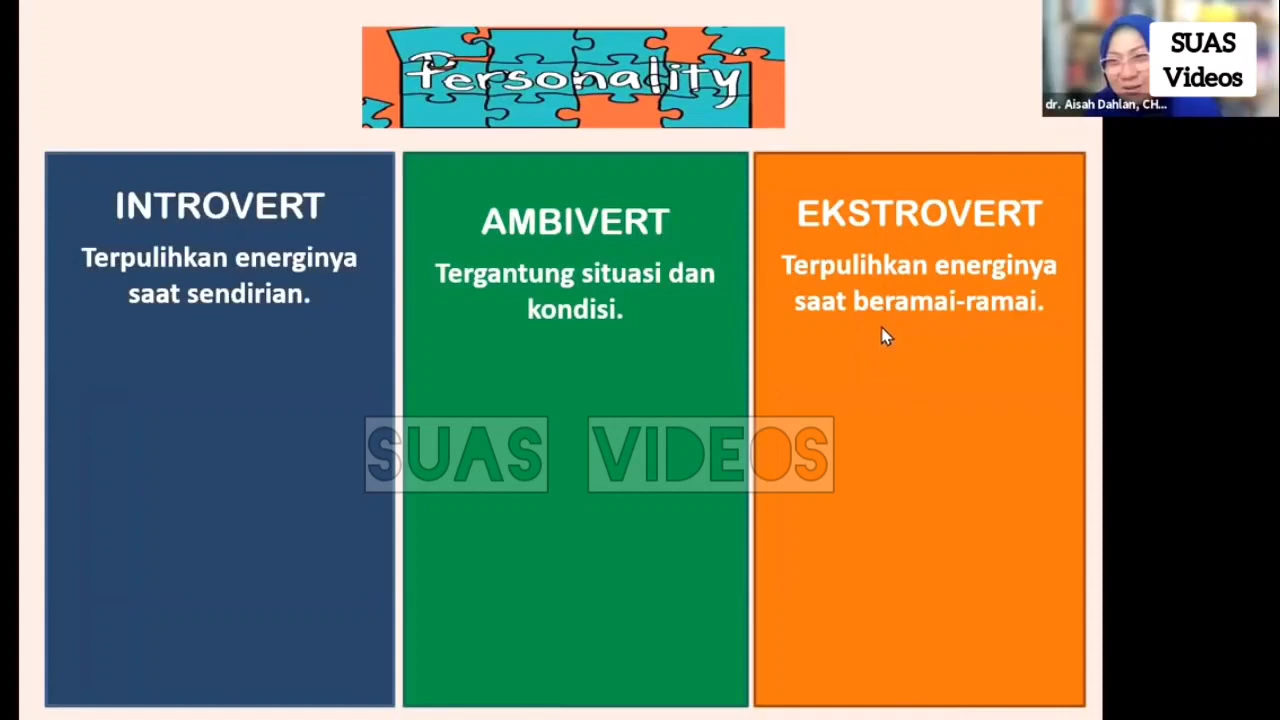 Personality
SUAS
Videos
dr. Aisah Dahlan, CH...
INTROVERT
Terpulihkan energinya
saat sendirian.
AMBIVERT
Tergantung situasi dan
kondisi.
EKSTROVERT
Terpulihkan energinya
saat beramai-ramai.
SUAS VIDEOS